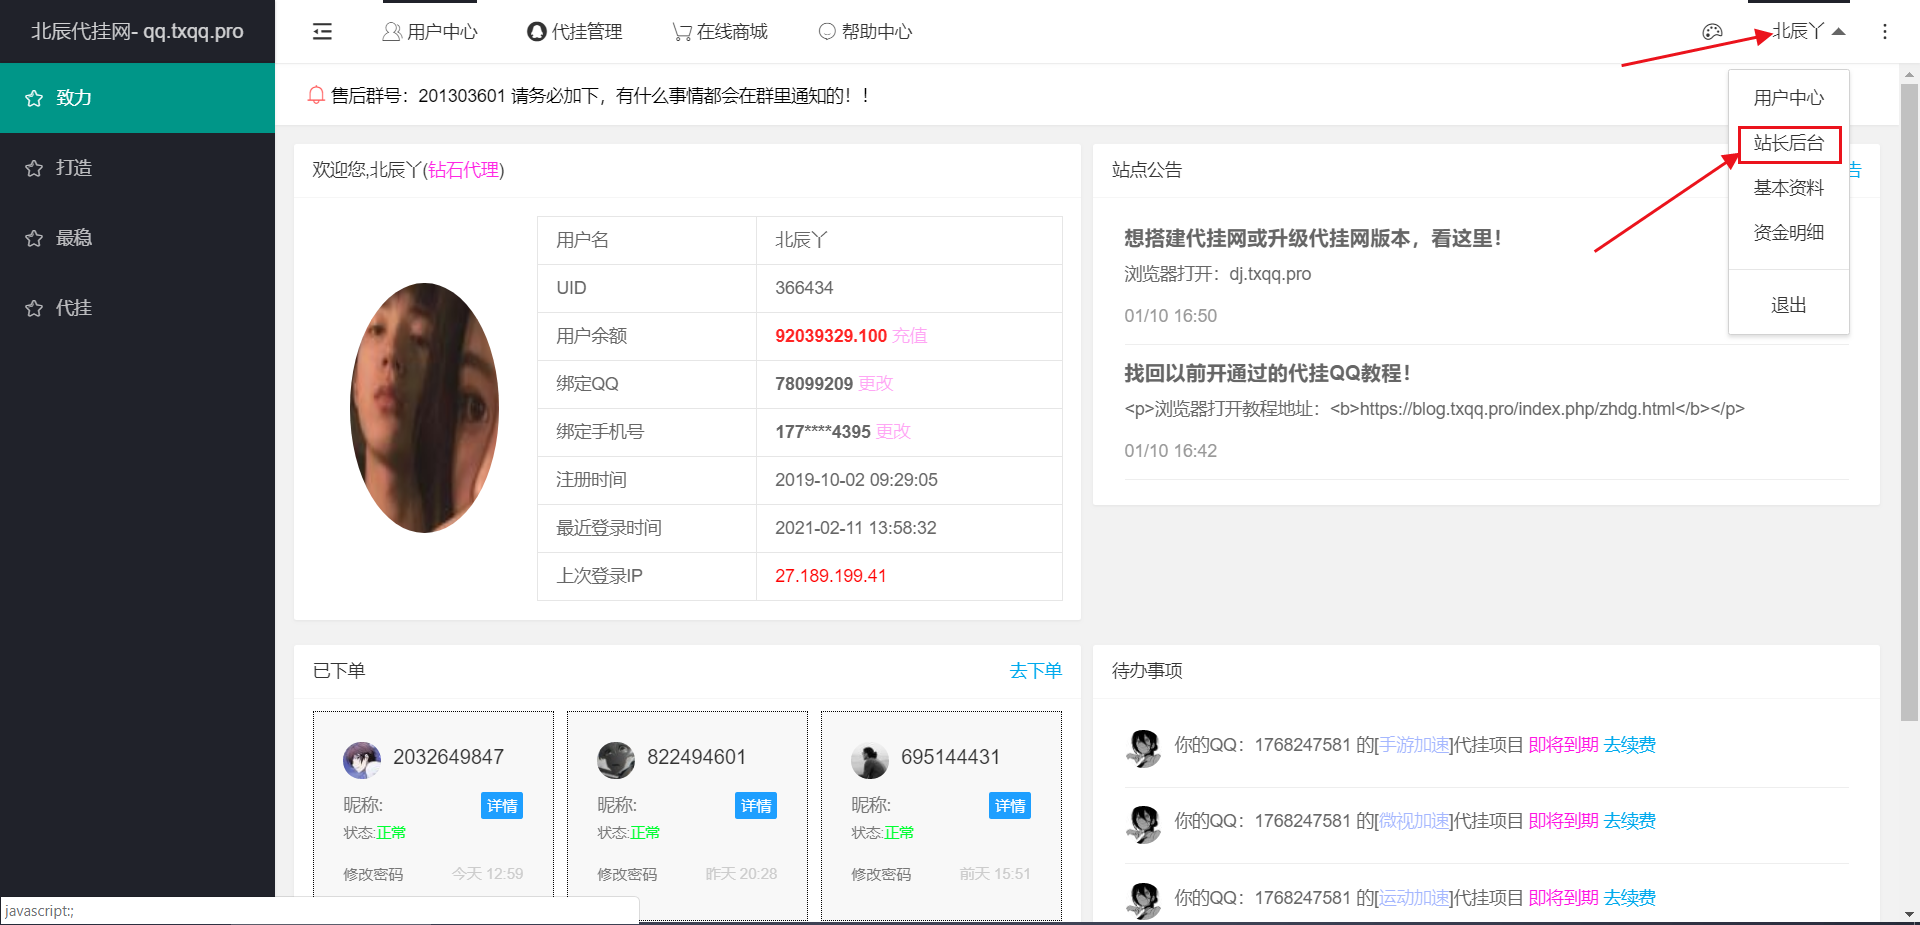 北辰代挂网- qq.txqq.pro
用户中心
代挂管理
在线商城
帮助中心
北辰丫
致力
打造
最稳
代挂
售后群号：201303601 请务必加下，有什么事情都会在群里通知的！！
用户中心
站长后台
基本资料
资金明细
退出
欢迎您,北辰丫(钻石代理)
用户名 北辰丫
UID 366434
用户余额 92039329.100 充值
绑定QQ 78099209 更改
绑定手机号 177****4395 更改
注册时间 2019-10-02 09:29:05
最近登录时间 2021-02-11 13:58:32
上次登录IP 27.189.199.41
站点公告
告
想搭建代挂网或升级代挂网版本，看这里！
浏览器打开：dj.txqq.pro
01/10 16:50
找回以前开通过的代挂QQ教程！
<p>浏览器打开教程地址：<b>https://blog.txqq.pro/index.php/zhdg.html</b></p>
01/10 16:42
已下单 去下单
2032649847
昵称: 详情
状态:正常
修改密码 今天 12:59
822494601
昵称: 详情
状态:正常
修改密码 昨天 20:28
695144431
昵称: 详情
状态:正常
修改密码 前天 15:51
待办事项
你的QQ：1768247581 的[手游加速]代挂项目 即将到期 去续费
你的QQ：1768247581 的[微视加速]代挂项目 即将到期 去续费
你的QQ：1768247581 的[运动加速]代挂项目 即将到期 去续费
javascript:;